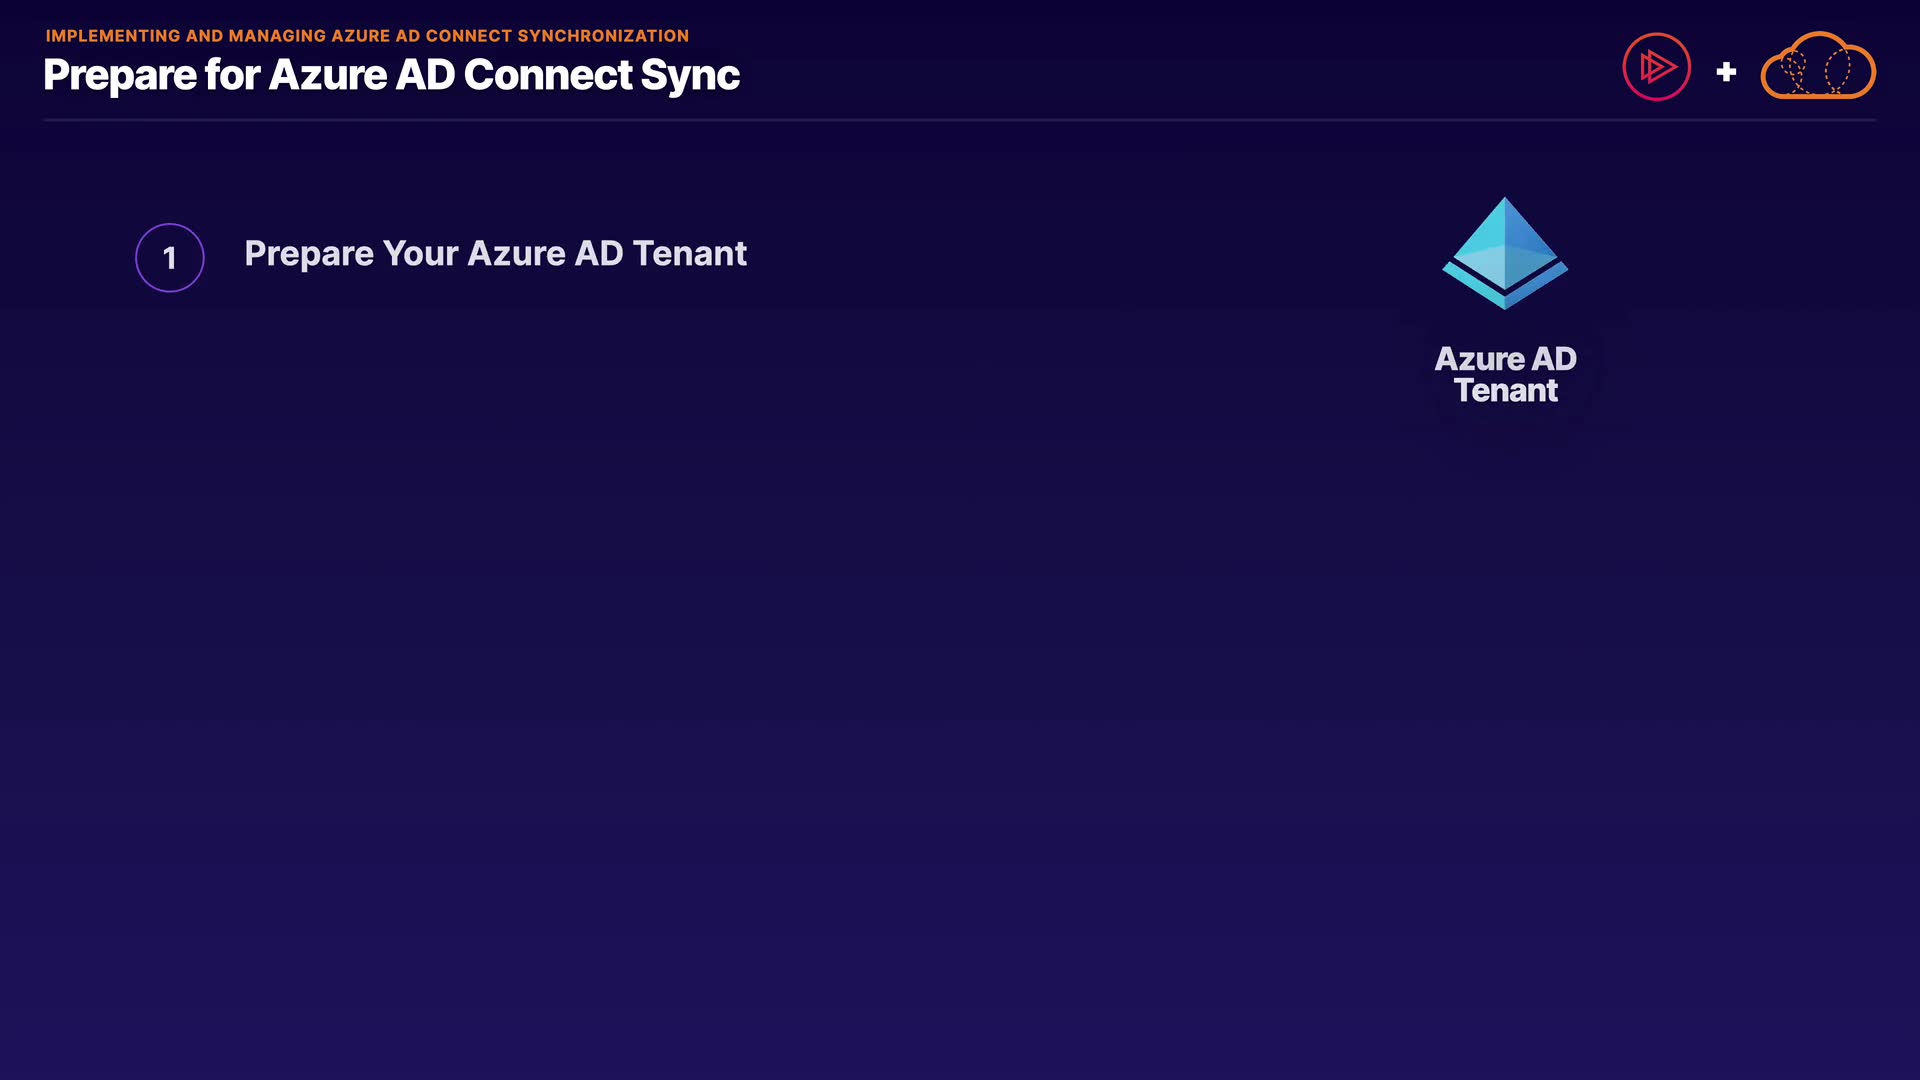 IMPLEMENTING AND MANAGING AZURE AD CONNECT SYNCHRONIZATION
Prepare for Azure AD Connect Sync
+
1 Prepare Your Azure AD Tenant
Azure AD
Tenant